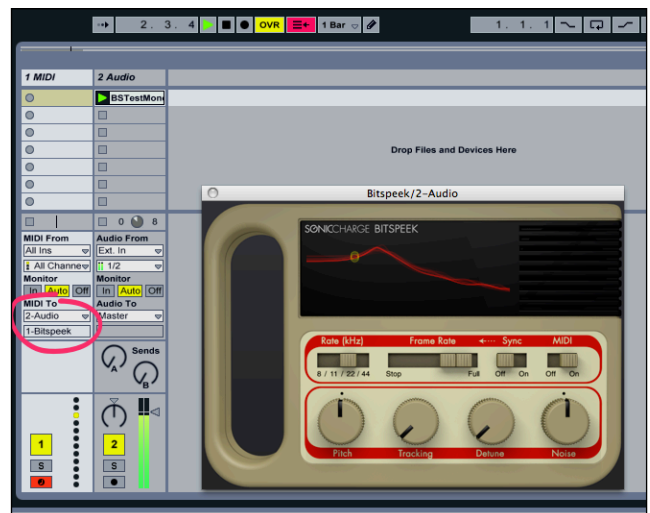 2. 3. 4 OVR 1 Bar 1. 1. 1
1 MIDI 2 Audio
BSTestMon
Drop Files and Devices Here
Bitspeek/2-Audio
0 8
MIDI From Audio From
All Ins Ext. In
All Channe 1/2
Monitor Monitor
In Auto Off In Auto Off
MIDI To Audio To
2-Audio Master
1-Bitspeek
Sends
A
B
1 2
S S
SONICCHARGE BITSPEEK
Rate (kHz) Frame Rate Sync MIDI
8 / 11 / 22 / 44 Stop Full Off On Off On
Pitch Tracking Detune Noise